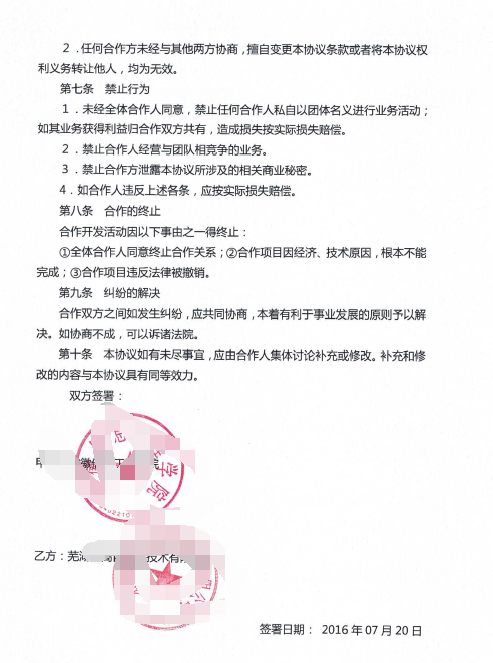 2．任何合作方未经与其他两方协商，擅自变更本协议条款或者将本协议权
利义务转让他人，均为无效。
第七条　禁止行为
1．未经全体合作人同意，禁止任何合作人私自以团体名义进行业务活动；
如其业务获得利益归合作双方共有，造成损失按实际损失赔偿。
2．禁止合作人经营与团队相竞争的业务。
3．禁止合作方泄露本协议所涉及的相关商业秘密。
4．如合作人违反上述各条，应按实际损失赔偿。
第八条　合作的终止
合作开发活动因以下事由之一得终止：
①全体合作人同意终止合作关系；②合作项目因经济、技术原因，根本不能
完成；③合作项目违反法律被撤销。
第九条　纠纷的解决
合作双方之间如发生纠纷，应共同协商，本着有利于事业发展的原则予以解
决。如协商不成，可以诉诸法院。
第十条　本协议如有未尽事宜，应由合作人集体讨论补充或修改。补充和修
改的内容与本协议具有同等效力。
双方签署：
学院
乙方：芜湖 技术有
签署日期： 2016 年 07 月 20 日